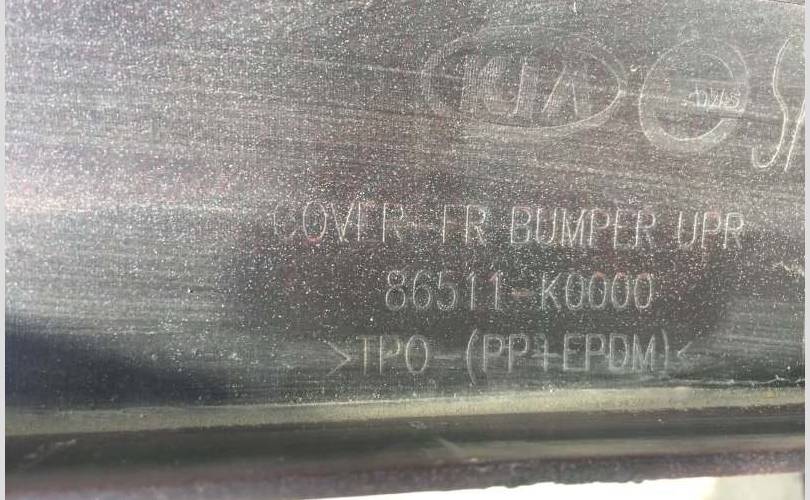 KIA
COVER-FR BUMPER UPR
86511-K0000
>TPO-(PP+EPDM)<